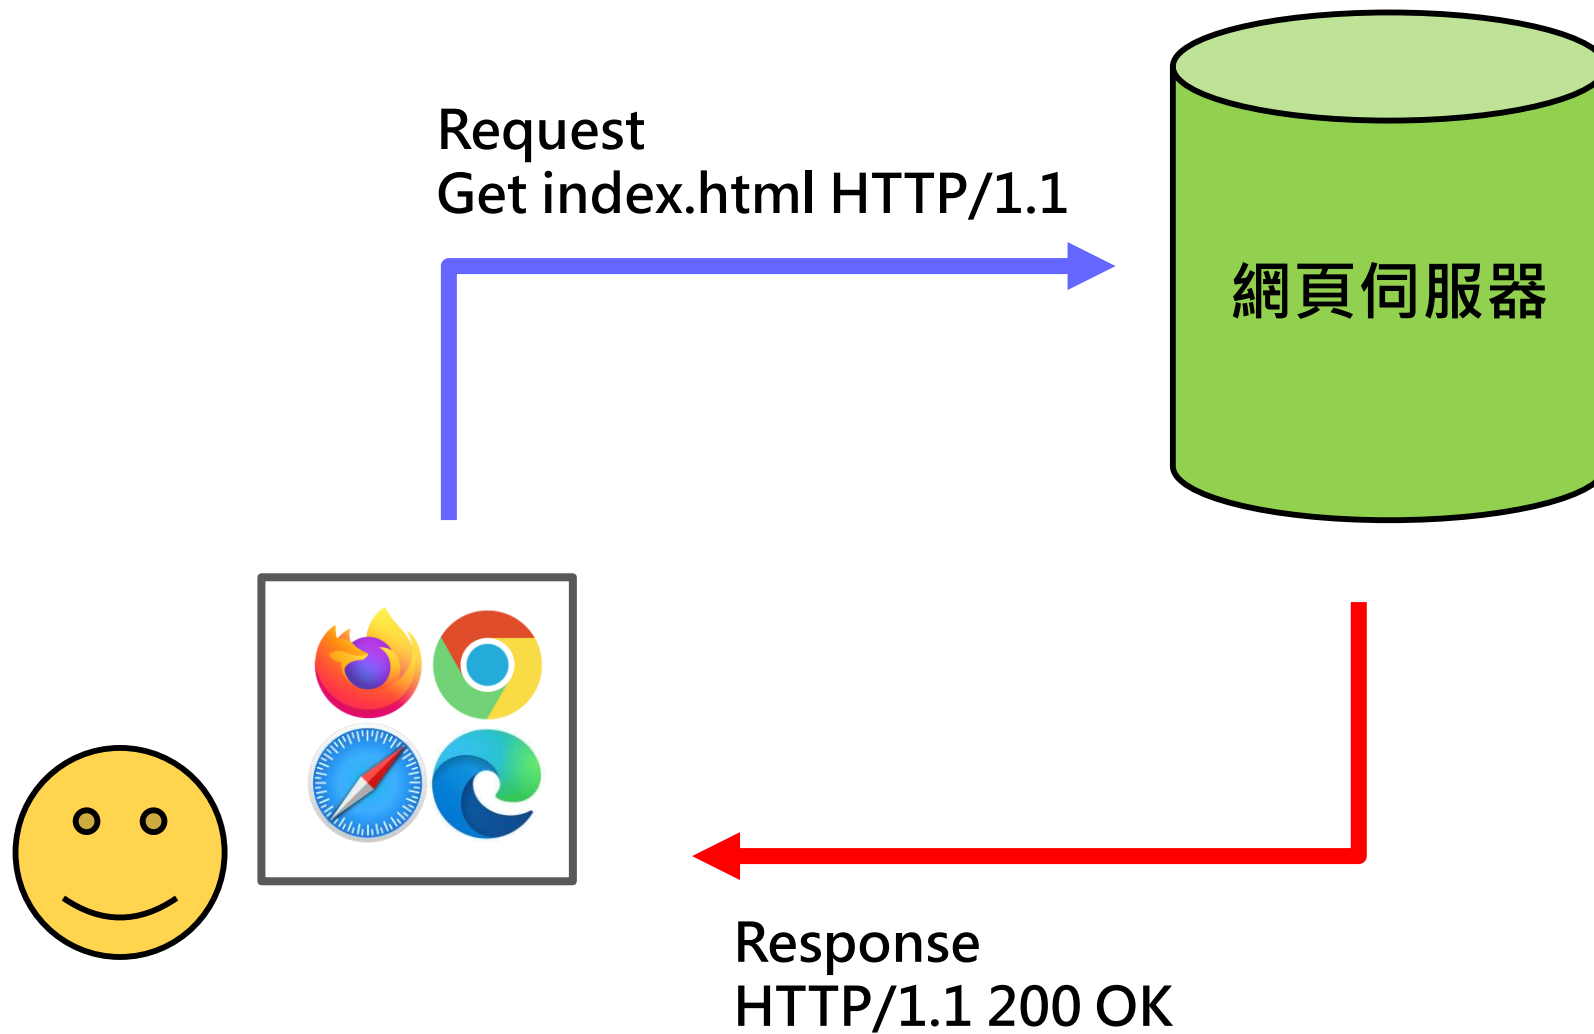 Request
Get index.html HTTP/1.1
網頁伺服器
Response
HTTP/1.1 200 OK